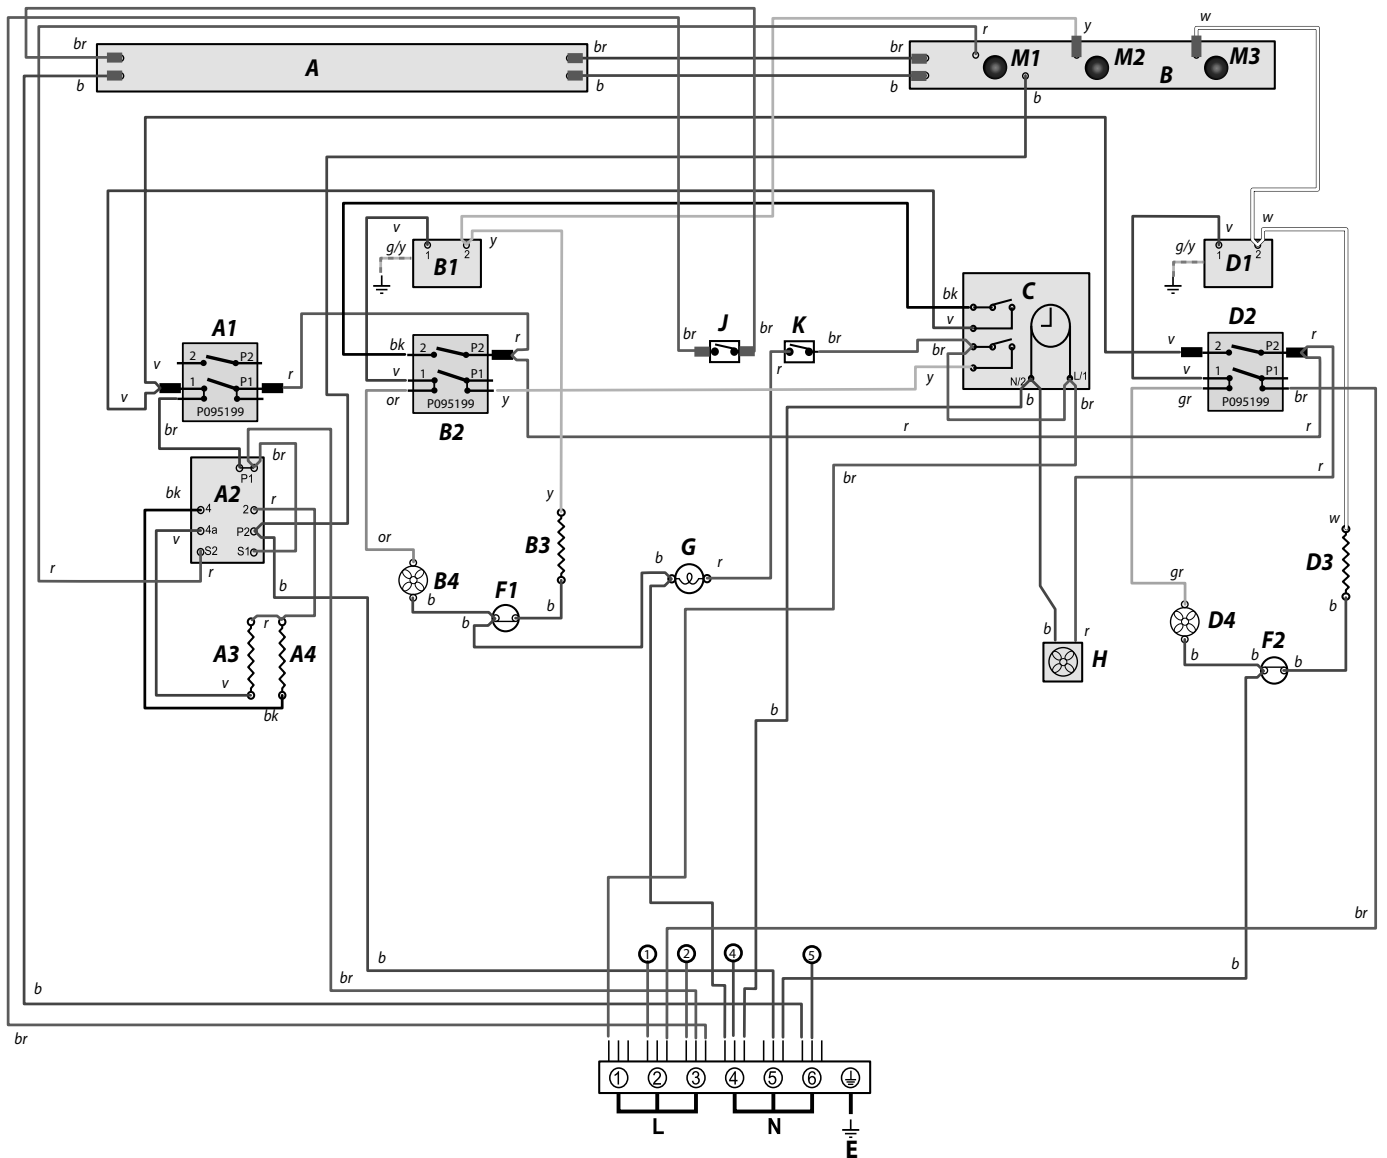 r y w
br A br br M1 M2 B M3
b b b b
v g/y B1 1 2 y
v g/y D1 1 2 w
A1 r J K C D2
br br br bk v br y r
v 2 P2 1 P1 P095199 r
v br
bk v or 2 P2 1 P1 P095199 r y
B2
N/2 L/1 b br
v v gr 2 P2 1 P1 P095199 r br
r r
br r
br P1 A2
bk 4 2 r
v 4a P2
S2 S1
r r b
y B3 or B4 b F1 b b
b G r
w D3 b
gr D4 b b F2 b
b r H
r A3 A4 v bk
b
br
1 2 4 5
b b
br
b
br
1 2 3 4 5 6
L N
E